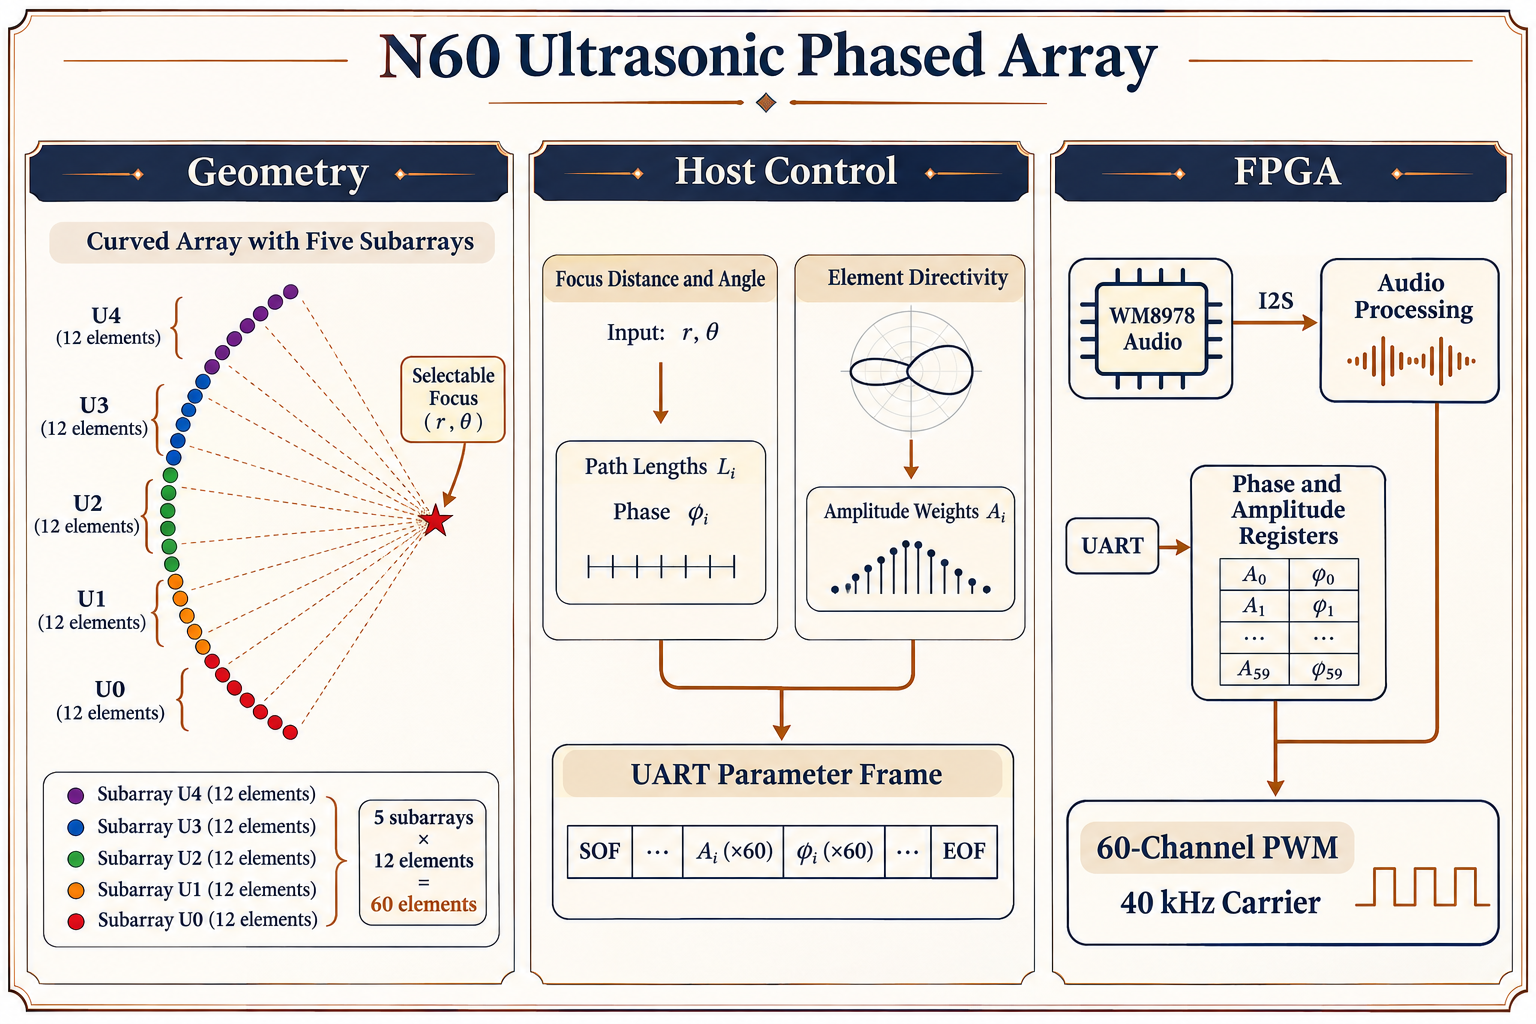 N60 Ultrasonic Phased Array
Geometry
Curved Array with Five Subarrays
U4
(12 elements)
U3
(12 elements)
U2
(12 elements)
U1
(12 elements)
U0
(12 elements)
Selectable
Focus
( r , θ )
Subarray U4 (12 elements)
Subarray U3 (12 elements)
Subarray U2 (12 elements)
Subarray U1 (12 elements)
Subarray U0 (12 elements)
5 subarrays
×
12 elements
=
60 elements
Host Control
Focus Distance and Angle
Input: r, θ
Path Lengths Lᵢ
Phase φᵢ
Element Directivity
Amplitude Weights Aᵢ
UART Parameter Frame
SOF ... Aᵢ (×60) φᵢ (×60) ... EOF
FPGA
WM8978
Audio
I2S
Audio
Processing
UART
Phase and
Amplitude
Registers
A₀ φ₀
A₁ φ₁
... ...
A₅₉ φ₅₉
60-Channel PWM
40 kHz Carrier